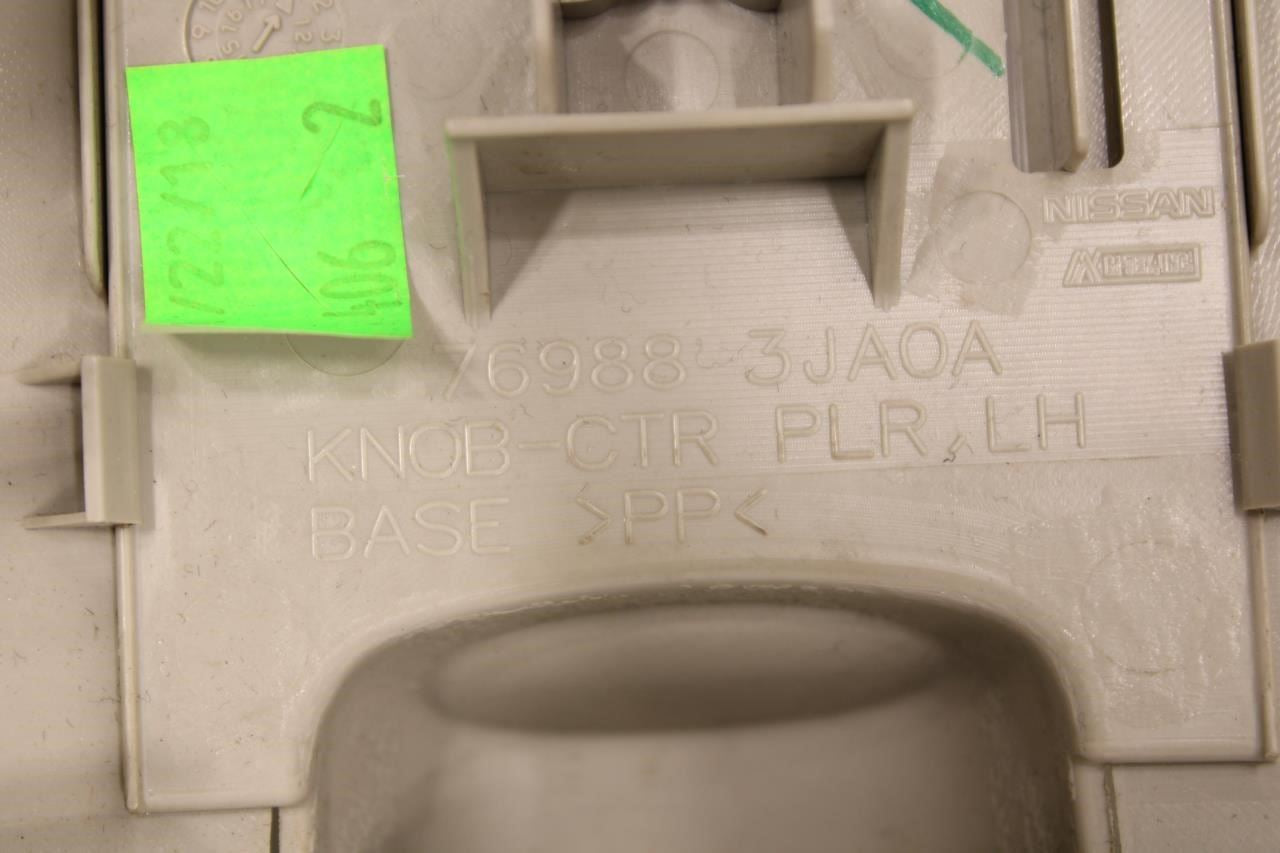 NISSAN
76988 3JA0A
KNOB-CTR PLR, LH
BASE >PP<
122118
406 2